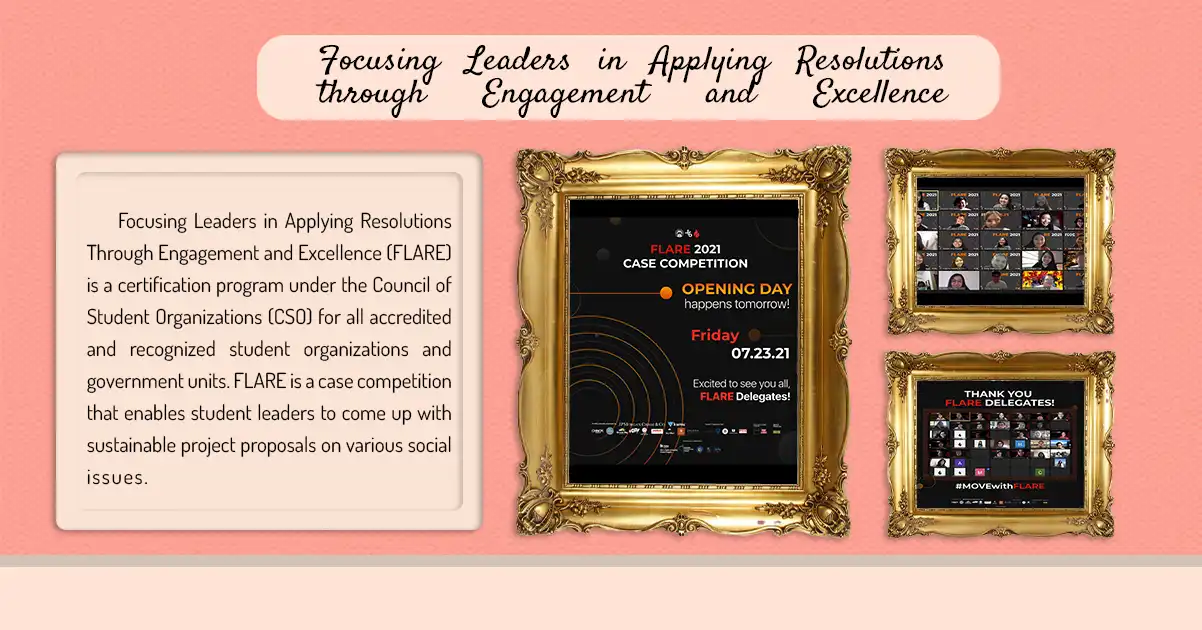 Focusing Leaders in Applying Resolutions
through Engagement and Excellence
Focusing Leaders in Applying Resolutions
Through Engagement and Excellence (FLARE)
is a certification program under the Council of
Student Organizations (CSO) for all accredited
and recognized student organizations and
government units. FLARE is a case competition
that enables student leaders to come up with
sustainable project proposals on various social
issues.
FLARE 2021
CASE COMPETITION
OPENING DAY
happens tomorrow!
Friday
07.23.21
Excited to see you all,
FLARE Delegates!
THANK YOU
FLARE DELEGATES!
#MOVEwithFLARE